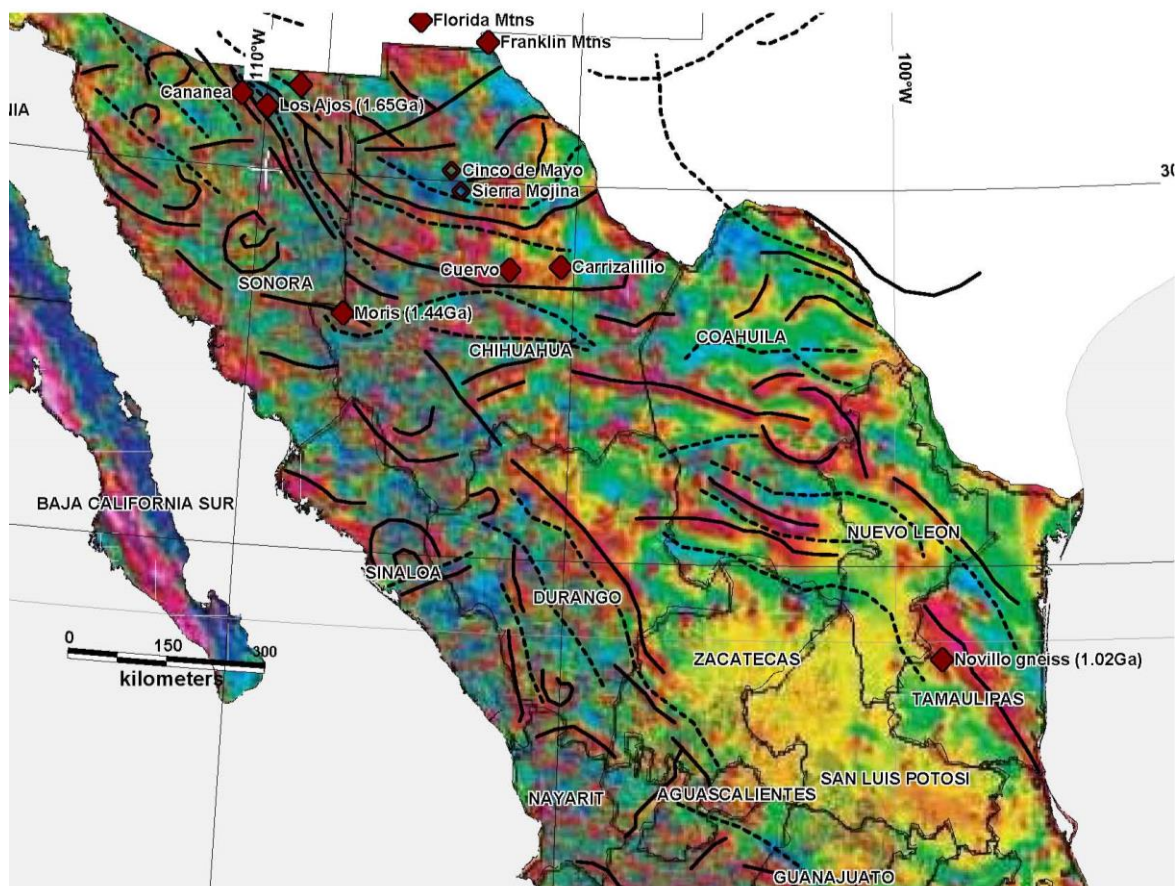 Florida Mtns
Franklin Mtns
110°W
100°W
Cananea
Los Ajos (1.65Ga)
NIA
Cinco de Mayo
30
Sierra Mojina
Cuervo
Carrizalillio
SONORA
Moris (1.44Ga)
COAHUILA
CHIHUAHUA
BAJA CALIFORNIA SUR
NUEVO LEON
SINALOA
DURANGO
0 150 300
kilometers
ZACATECAS
Novillo gneiss (1.02Ga)
TAMAULIPAS
SAN LUIS POTOSI
NAYARIT
AGUASCALIENTES
GUANAJUATO